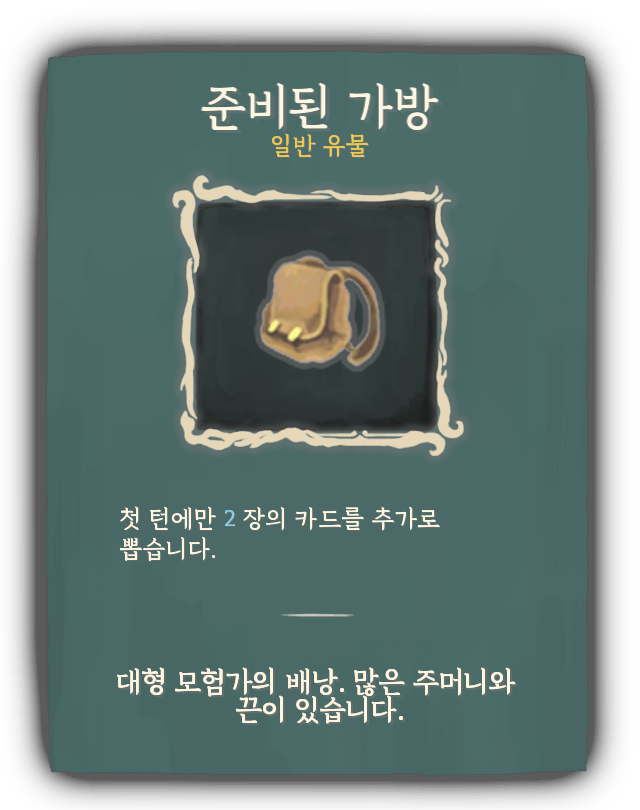 준비된 가방
일반 유물
첫 턴에만 2 장의 카드를 추가로
뽑습니다.
대형 모험가의 배낭. 많은 주머니와
끈이 있습니다.